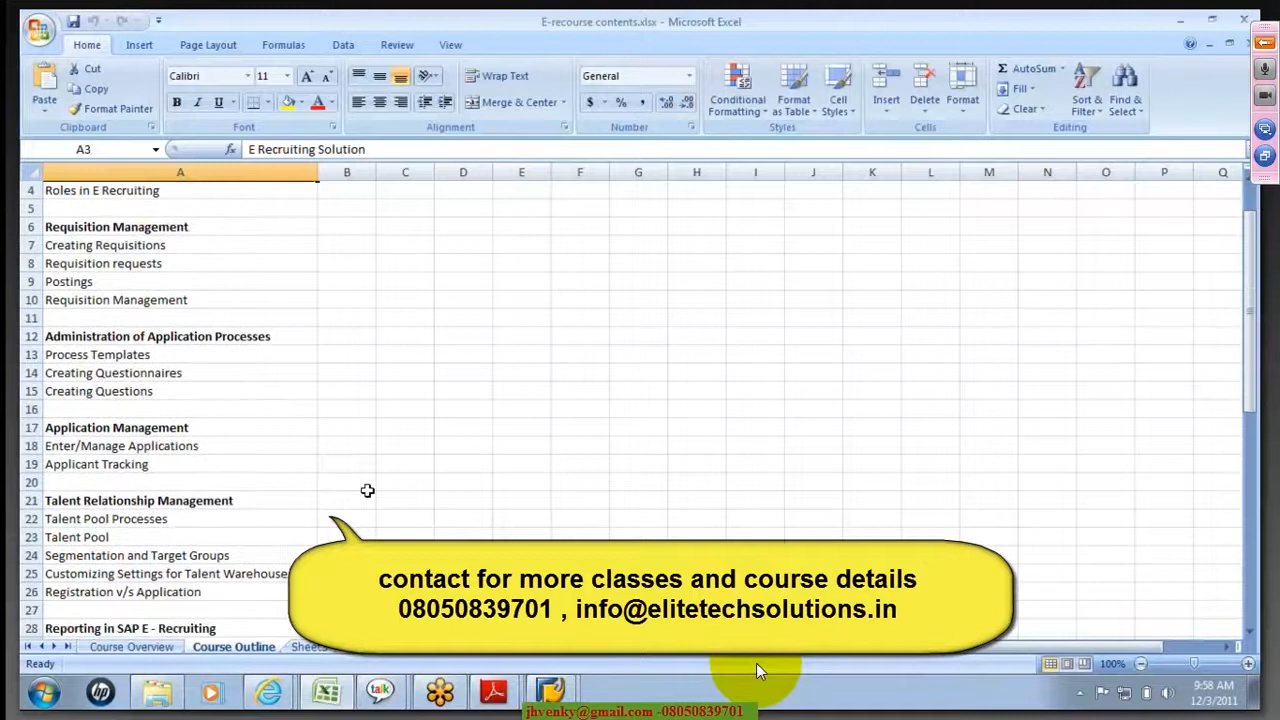 E-recourse contents.xlsx - Microsoft Excel
Home Insert Page Layout Formulas Data Review View
Paste Cut Copy Format Painter
Calibri 11
B I U
Wrap Text
Merge & Center
General
$ % ,
Conditional Formatting Format as Table Cell Styles
Insert Delete Format
Σ AutoSum Fill Clear
Sort & Filter Find & Select
Clipboard Font Alignment Number Styles Cells Editing
A3 fx E Recruiting Solution
A B C D E F G H I J K L M N O P Q
4 Roles in E Recruiting
5
6 Requisition Management
7 Creating Requisitions
8 Requisition requests
9 Postings
10 Requisition Management
11
12 Administration of Application Processes
13 Process Templates
14 Creating Questionnaires
15 Creating Questions
16
17 Application Management
18 Enter/Manage Applications
19 Applicant Tracking
20
21 Talent Relationship Management
22 Talent Pool Processes
23 Talent Pool
24 Segmentation and Target Groups
25 Customizing Settings for Talent Warehouse
26 Registration v/s Application
27
28 Reporting in SAP E - Recruiting
contact for more classes and course details
08050839701 , info@elitetechsolutions.in
Course Overview Course Outline Sheet3
Ready 100%
hp talk
9:58 AM
12/3/2011
jhvenky@gmail.com -08050839701